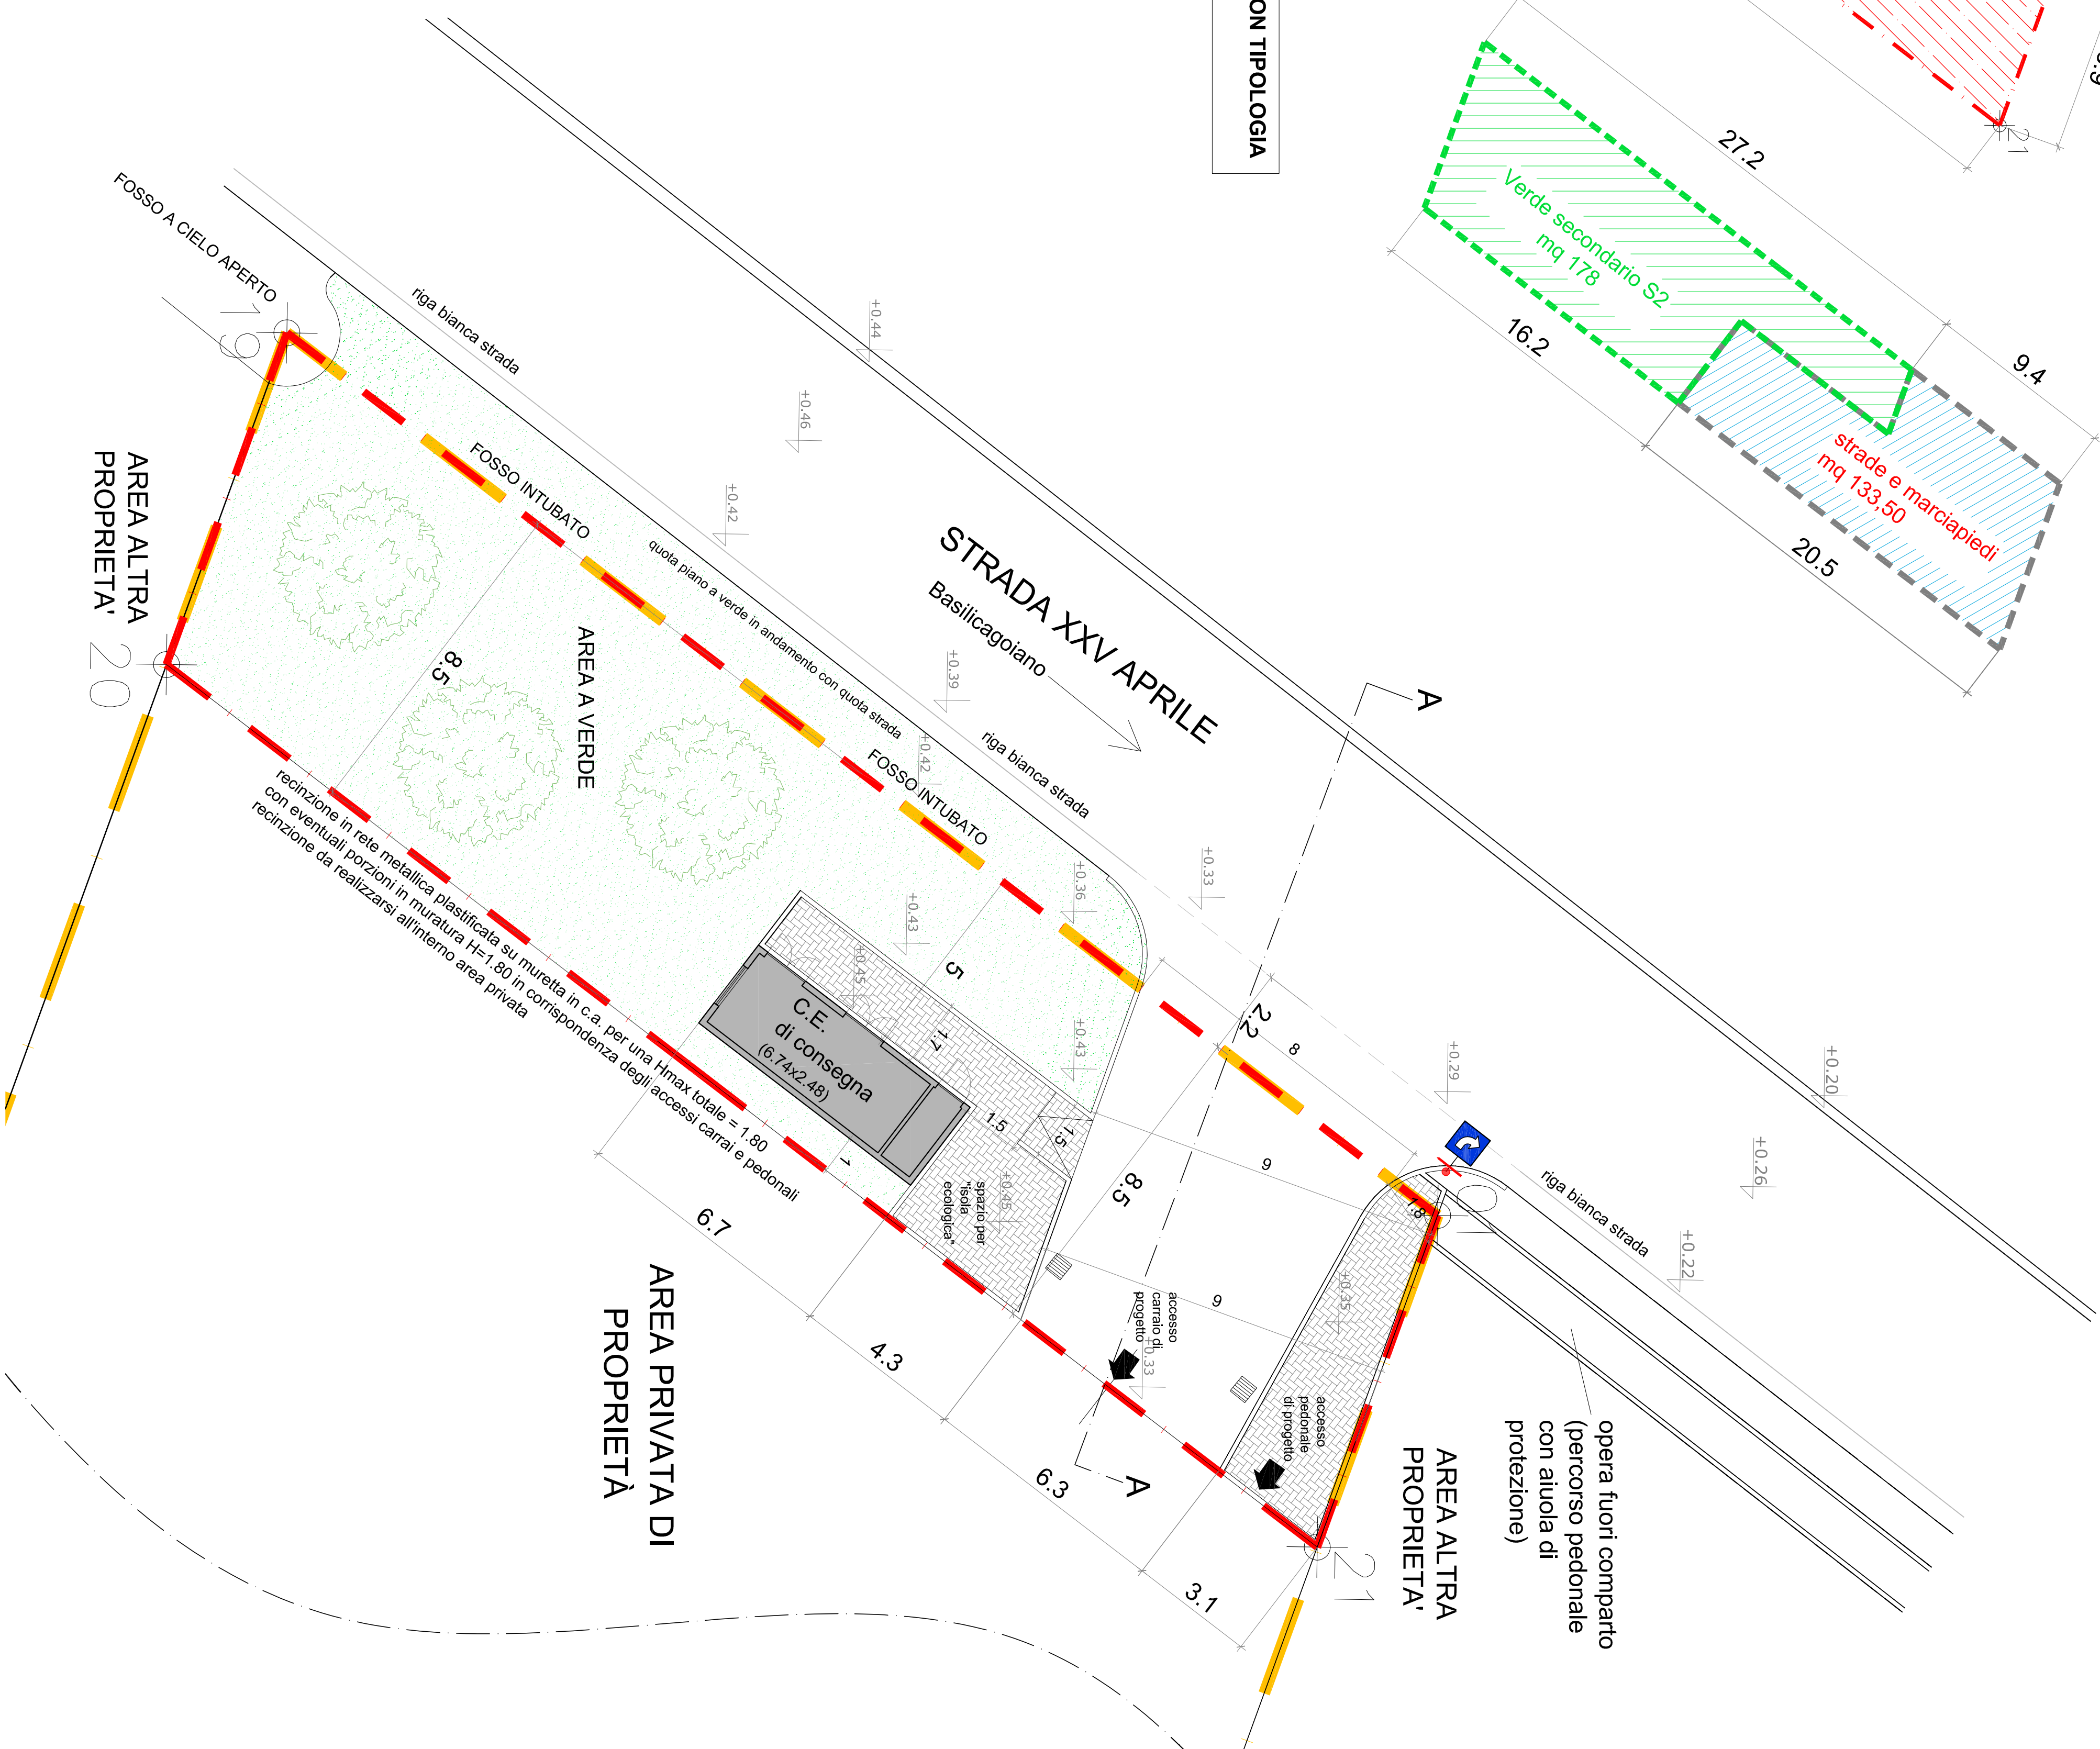 ON TIPOLOGIA
21
27.2
9.4
Verde secondario S2
mq 178
16.2
strade e marciapiedi
mq 133,50
20.5
FOSSO A CIELO APERTO
19
riga bianca strada
+0.44
+0.46
+0.42
FOSSO INTUBATO
quota piano a verde in andamento con quota strada
STRADA XXV APRILE
Basilicagoiano
+0.39
riga bianca strada
+0.42
FOSSO INTUBATO
A
AREA ALTRA
PROPRIETA'
20
8.5
AREA A VERDE
+0.33
+0.36
+0.43
+0.45
5
+0.43
2.2
8
+0.29
+0.20
+0.26
+0.22
riga bianca strada
recinzione in rete metallica plastificata su muretta in c.a. per una Hmax totale = 1.80
con eventuali porzioni in muratura H=1.80 in corrispondenza degli accessi carrai e pedonali
recinzione da realizzarsi all'interno area privata
C.E.
di consegna
(6.74x2.48)
1.7
1.5
1.5
1
8.5
9
9
1.8
+0.45
spazio per
"isola
ecologica"
+0.35
accesso
carraio di
progetto
+0.33
accesso
pedonale
di progetto
A
6.7
4.3
6.3
3.1
21
AREA PRIVATA DI
PROPRIETÀ
AREA ALTRA
PROPRIETA'
opera fuori comparto
(percorso pedonale
con aiuola di
protezione)